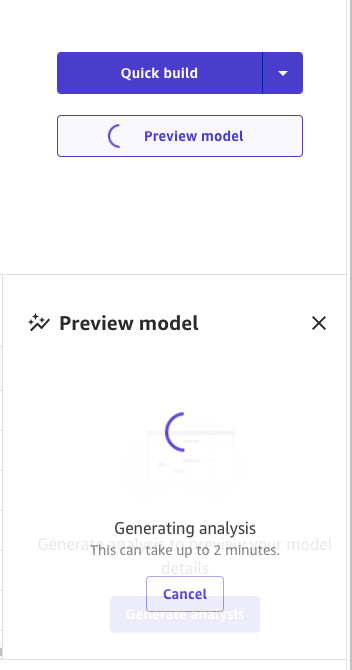 Quick build
Preview model
Preview model
Generating analysis
Generate analysis to preview your model
This can take up to 2 minutes.
details
Cancel
Generate analysis